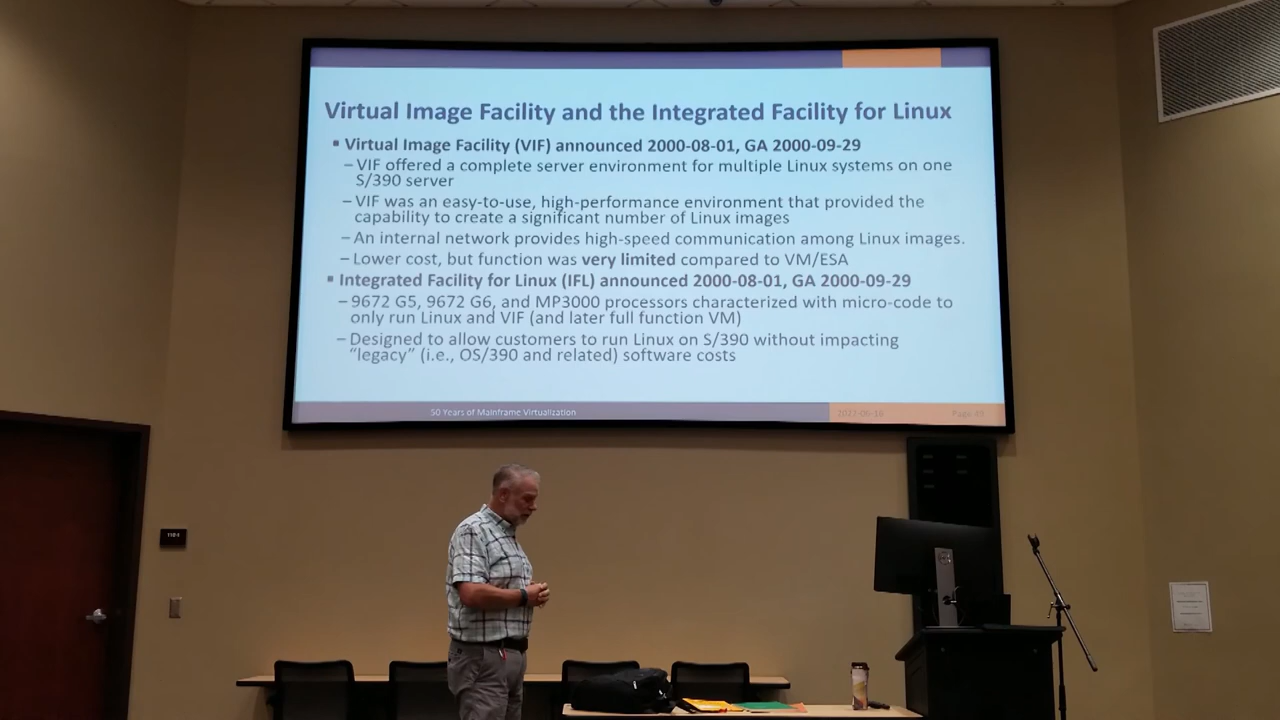 Virtual Image Facility and the Integrated Facility for Linux
▪ Virtual Image Facility (VIF) announced 2000-08-01, GA 2000-09-29
– VIF offered a complete server environment for multiple Linux systems on one
S/390 server
– VIF was an easy-to-use, high-performance environment that provided the
capability to create a significant number of Linux images
– An internal network provides high-speed communication among Linux images.
– Lower cost, but function was very limited compared to VM/ESA
▪ Integrated Facility for Linux (IFL) announced 2000-08-01, GA 2000-09-29
– 9672 G5, 9672 G6, and MP3000 processors characterized with micro-code to
only run Linux and VIF (and later full function VM)
– Designed to allow customers to run Linux on S/390 without impacting
“legacy” (i.e., OS/390 and related) software costs
50 Years of Mainframe Virtualization
2022-06-16
Page